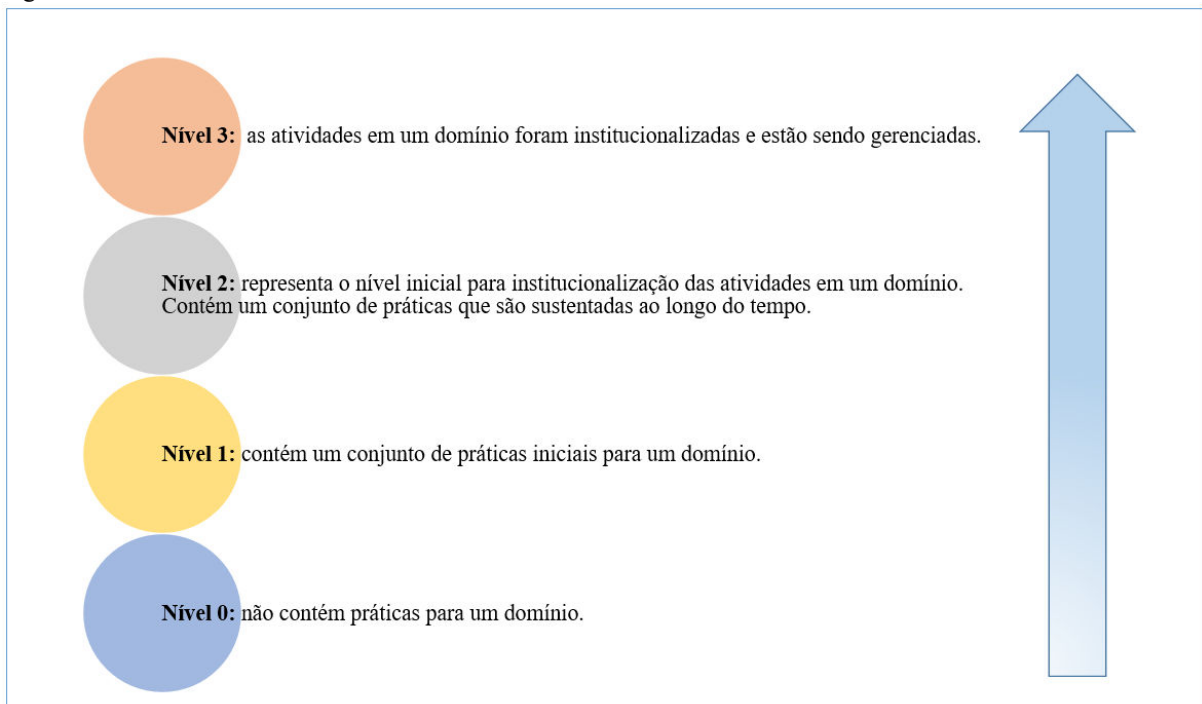 Nível 3: as atividades em um domínio foram institucionalizadas e estão sendo gerenciadas.
Nível 2: representa o nível inicial para institucionalização das atividades em um domínio.
Contém um conjunto de práticas que são sustentadas ao longo do tempo.
Nível 1: contém um conjunto de práticas iniciais para um domínio.
Nível 0: não contém práticas para um domínio.